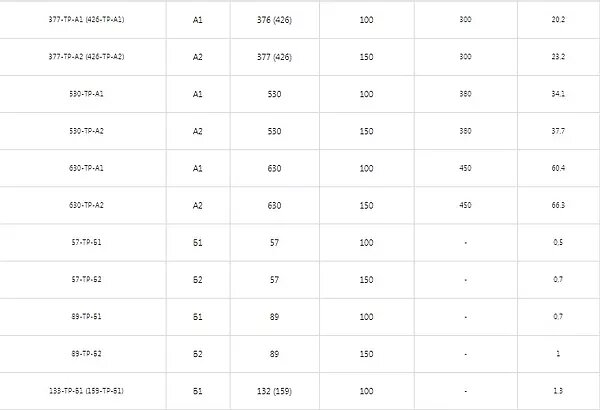 377-ТР-А1 (426-ТР-А1) А1 376 (426) 100 300 20,2
377-ТР-А2 (426-ТР-А2) А2 377 (426) 150 300 23,2
530-ТР-А1 А1 530 100 380 34,1
530-ТР-А2 А2 530 150 380 37,7
630-ТР-А1 А1 630 100 450 60,4
630-ТР-А2 А2 630 150 450 66,3
57-ТР-Б1 Б1 57 100 - 0,5
57-ТР-Б2 Б2 57 150 - 0,7
89-ТР-Б1 Б1 89 100 - 0,7
89-ТР-Б2 Б2 89 150 - 1
133-ТР-Б1 (159-ТР-Б1) Б1 132 (159) 100 - 1,3